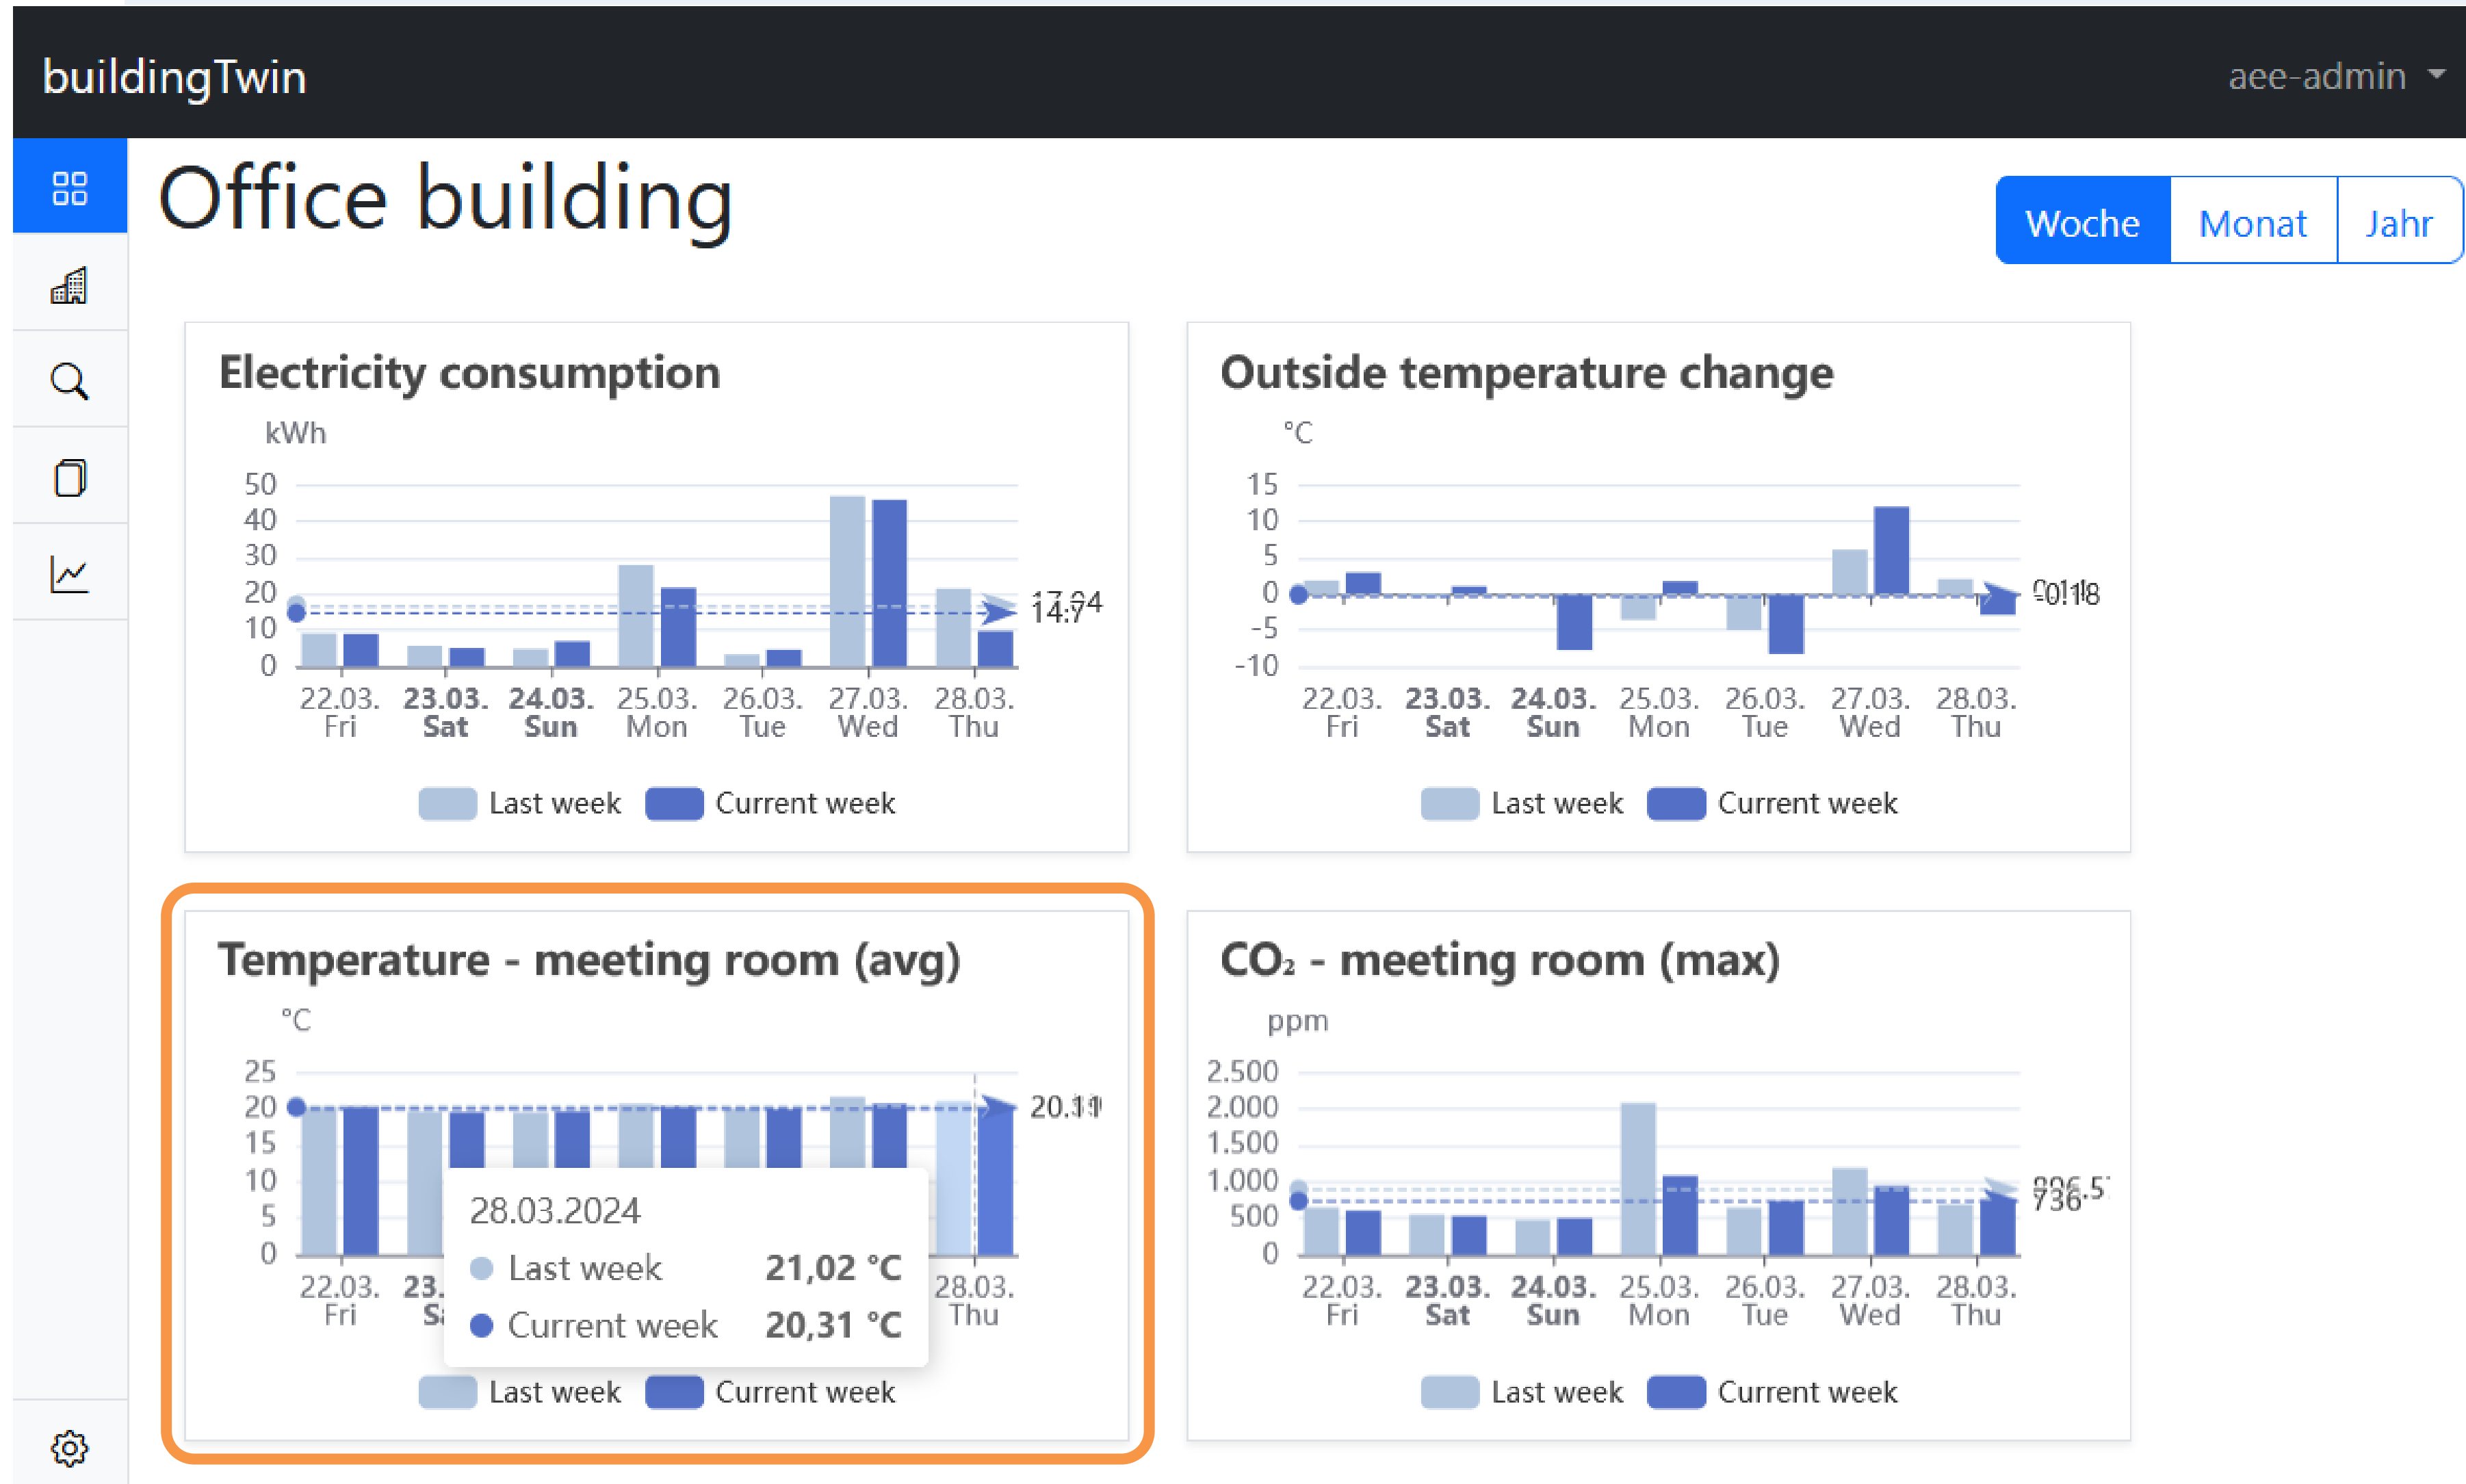 buildingTwin
aee-admin
Office building
Woche Monat Jahr
Electricity consumption
kWh
50
40
30
20
10
0
14.7
22.03. 23.03. 24.03. 25.03. 26.03. 27.03. 28.03.
Fri Sat Sun Mon Tue Wed Thu
Last week Current week
Outside temperature change
°C
15
10
5
0
-5
-10
-0.18
22.03. 23.03. 24.03. 25.03. 26.03. 27.03. 28.03.
Fri Sat Sun Mon Tue Wed Thu
Last week Current week
Temperature - meeting room (avg)
°C
25
20
15
10
5
0
22.03. 23. 28.03.
Fri Thu
28.03.2024
Last week 21,02 °C
Current week 20,31 °C
Last week Current week
CO₂ - meeting room (max)
ppm
2.500
2.000
1.500
1.000
500
0
736
22.03. 23.03. 24.03. 25.03. 26.03. 27.03. 28.03.
Fri Sat Sun Mon Tue Wed Thu
Last week Current week